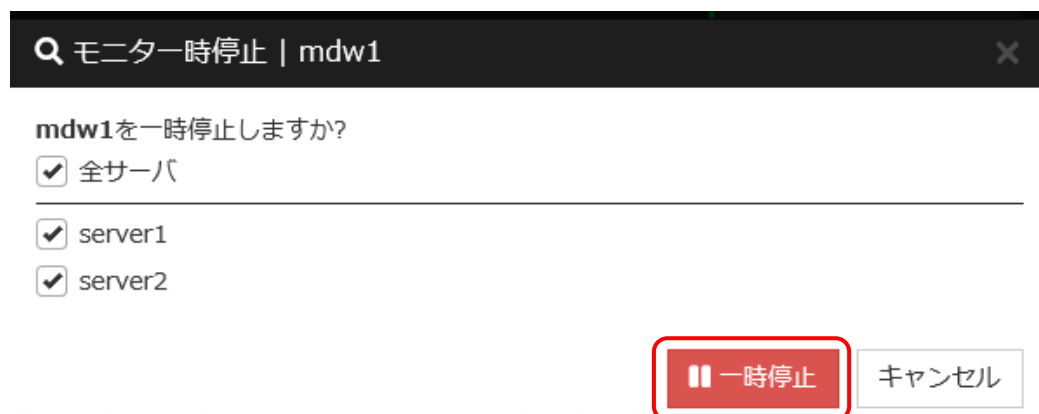 モニタ一時停止 | mdw1
mdw1を一時停止しますか?
全サーバ
server1
server2
一時停止
キャンセル